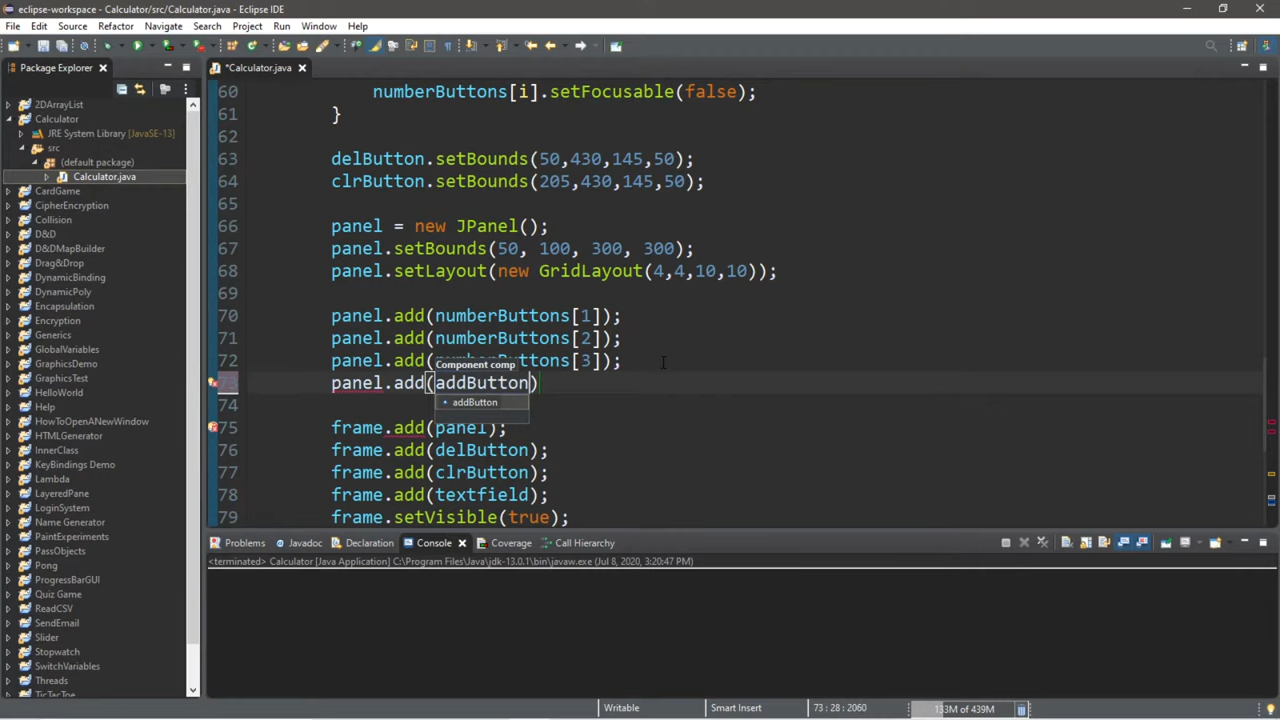 eclipse-workspace - Calculator/src/Calculator.java - Eclipse IDE
File Edit Source Refactor Navigate Search Project Run Window Help
Package Explorer
*Calculator.java
2DArrayList
Calculator
JRE System Library [JavaSE-13]
src
(default package)
Calculator.java
CardGame
CipherEncryption
Collision
D&D
D&DMapBuilder
Drag&Drop
DynamicBinding
DynamicPoly
Encapsulation
Encryption
Generics
GlobalVariables
GraphicsDemo
GraphicsTest
HelloWorld
Help
HowToOpenANewWindow
HTMLGenerator
InnerClass
KeyBindings Demo
Lambda
LayeredPane
LoginSystem
Name Generator
PaintExperiments
PassObjects
Pong
ProgressBarGUI
Quiz Game
ReadCSV
SendEmail
Slider
Stopwatch
SwitchVariables
Threads
TicTacToe
60 numberButtons[i].setFocusable(false);
61 }
62
63 delButton.setBounds(50,430,145,50);
64 clrButton.setBounds(205,430,145,50);
65
66 panel = new JPanel();
67 panel.setBounds(50, 100, 300, 300);
68 panel.setLayout(new GridLayout(4,4,10,10));
69
70 panel.add(numberButtons[1]);
71 panel.add(numberButtons[2]);
72 panel.add(numberButtons[3]);
Component comp
73 panel.add(addButton)
addButton
74
75 frame.add(panel);
76 frame.add(delButton);
77 frame.add(clrButton);
78 frame.add(textfield);
79 frame.setVisible(true);
Problems Javadoc Declaration Console Coverage Call Hierarchy
<terminated> Calculator [Java Application] C:\Program Files\Java\jdk-13.0.1\bin\javaw.exe (Jul 8, 2020, 3:20:47 PM)
Writable Smart Insert 73 : 28 : 2060 133M of 439M